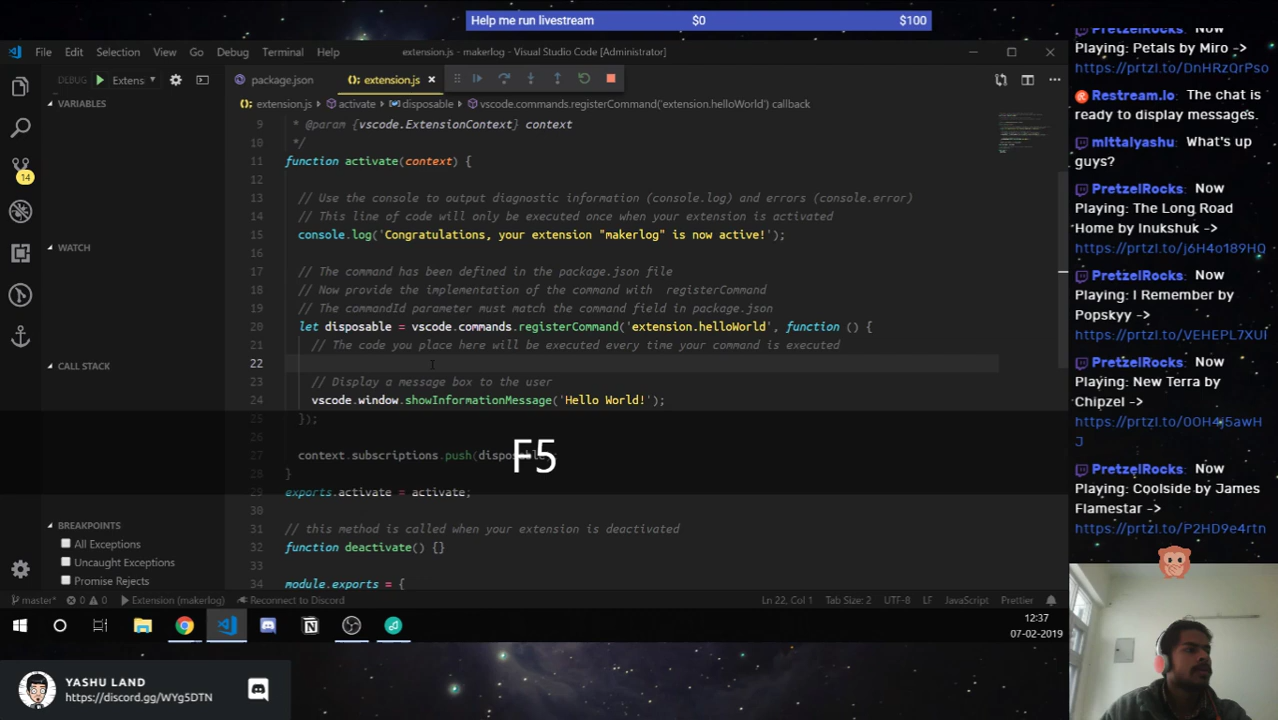 Help me run livestream $0 $100
File Edit Selection View Go Debug Terminal Help extension.js - makerlog - Visual Studio Code [Administrator]
DEBUG Extens package.json extension.js
extension.js activate disposable vscode.commands.registerCommand('extension.helloWorld') callback
VARIABLES
WATCH
CALL STACK
BREAKPOINTS
All Exceptions
Uncaught Exceptions
Promise Rejects
14
9 * @param {vscode.ExtensionContext} context
10 */
11 function activate(context) {
12
13 // Use the console to output diagnostic information (console.log) and errors (console.error)
14 // This line of code will only be executed once when your extension is activated
15 console.log('Congratulations, your extension "makerlog" is now active!');
16
17 // The command has been defined in the package.json file
18 // Now provide the implementation of the command with  registerCommand
19 // The commandId parameter must match the command field in package.json
20 let disposable = vscode.commands.registerCommand('extension.helloWorld', function () {
21 // The code you place here will be executed every time your command is executed
22
23 // Display a message box to the user
24 vscode.window.showInformationMessage('Hello World!');
25 });
26
27 context.subscriptions.push(disposable
28 }
29 exports.activate = activate;
30
31 // this method is called when your extension is deactivated
32 function deactivate() {}
33
34 module.exports = {
F5
master* 0 0 Extension (makerlog) Reconnect to Discord Ln 22, Col 1 Tab Size: 2 UTF-8 LF JavaScript Prettier
12:37
07-02-2019
YASHU LAND
https://discord.gg/WYg5DTN
Playing: Petals by Miro ->
https://prtzl.to/DnHRzQrPso
Restream.io The chat is
ready to display messages.
mittalyashu What's up
guys?
PretzelRocks Now
Playing: The Long Road
Home by Inukshuk ->
https://prtzl.to/j6H4o189H0
PretzelRocks Now
Playing: I Remember by
Popskyy ->
https://prtzl.to/VEHEPL7XUl
PretzelRocks Now
Playing: New Terra by
Chipzel ->
https://prtzl.to/00H4j5awH
J
PretzelRocks Now
Playing: Coolside by James
Flamestar ->
https://prtzl.to/P2HD9e4rtn